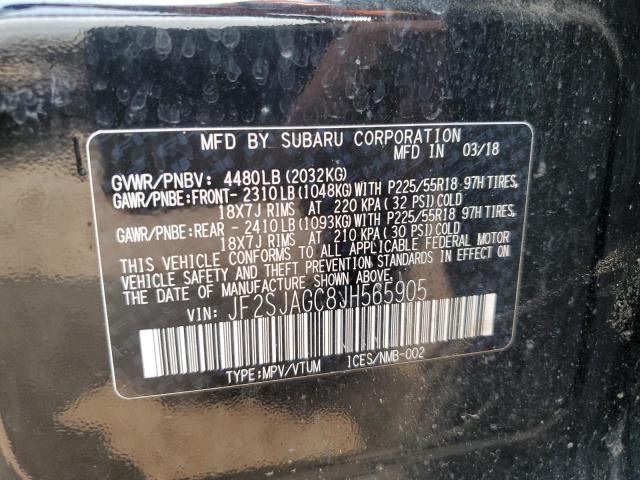 MFD BY SUBARU CORPORATION
MFD IN 03/18
GVWR/PNBV: 4480LB (2032KG)
GAWR/PNBE:FRONT- 2310LB(1048KG)WITH P225/55R18 97H TIRES,
18X7J RIMS AT 220 KPA (32 PSI)COLD
GAWR/PNBE:REAR - 2410LB(1093KG)WITH P225/55R18 97H TIRES,
18X7J RIMS AT 210 KPA (30 PSI)COLD
THIS VEHICLE CONFORMS TO ALL APPLICABLE FEDERAL MOTOR
VEHICLE SAFETY AND THEFT PREVENTION STANDARDS IN EFFECT ON
THE DATE OF MANUFACTURE SHOWN ABOVE.
VIN: JF2SJAGC8JH565905
TYPE:MPV/VTUM ICES/NMB-002